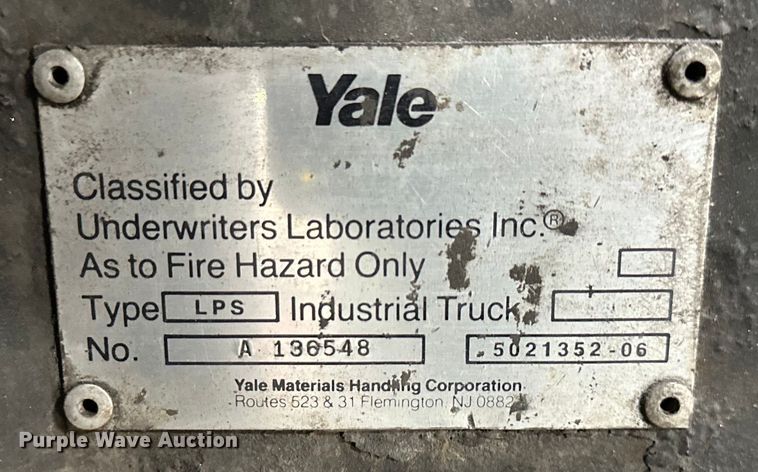 Yale
Classified by
Underwriters Laboratories Inc.®
As to Fire Hazard Only
Type LPS Industrial Truck
No. A 136548 5021352-06
Yale Materials Handling Corporation
Routes 523 & 31 Flemington, NJ
Purple Wave Auction